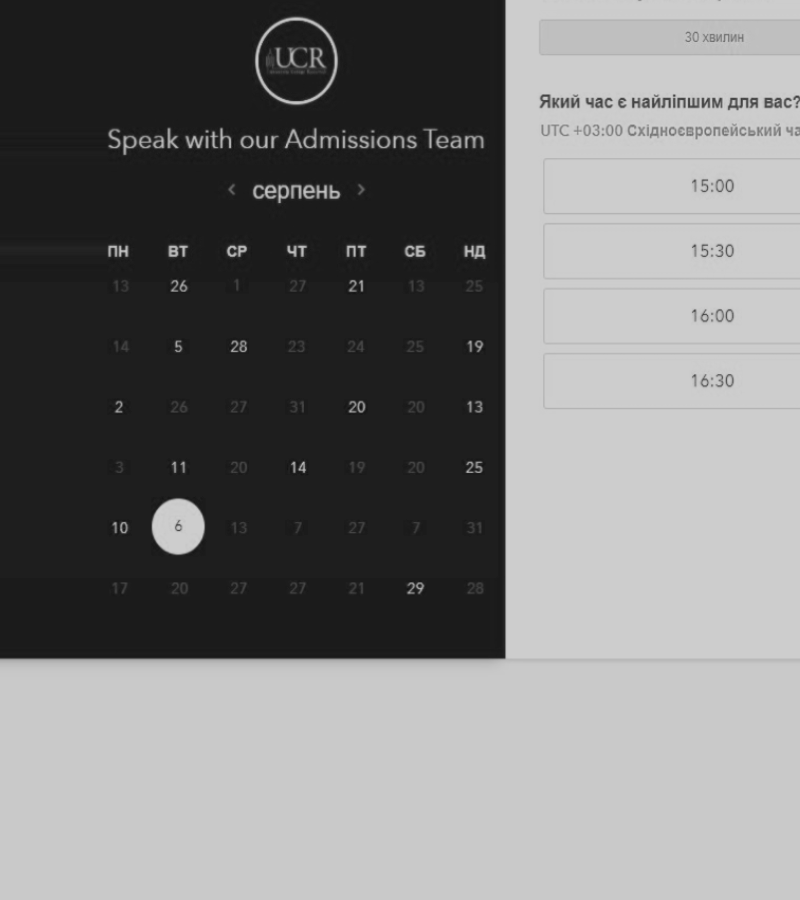 UCR
Speak with our Admissions Team
серпень
ПН ВТ СР ЧТ ПТ СБ НД
13 26 1 27 21 13 25
14 5 28 23 24 25 19
2 26 27 31 20 20 13
3 11 20 14 19 20 25
10 6 13 7 27 7 31
17 20 27 27 21 29 28
30 хвилин
Який час є найліпшим для вас?
UTC +03:00 Східноєвропейський ча
15:00
15:30
16:00
16:30